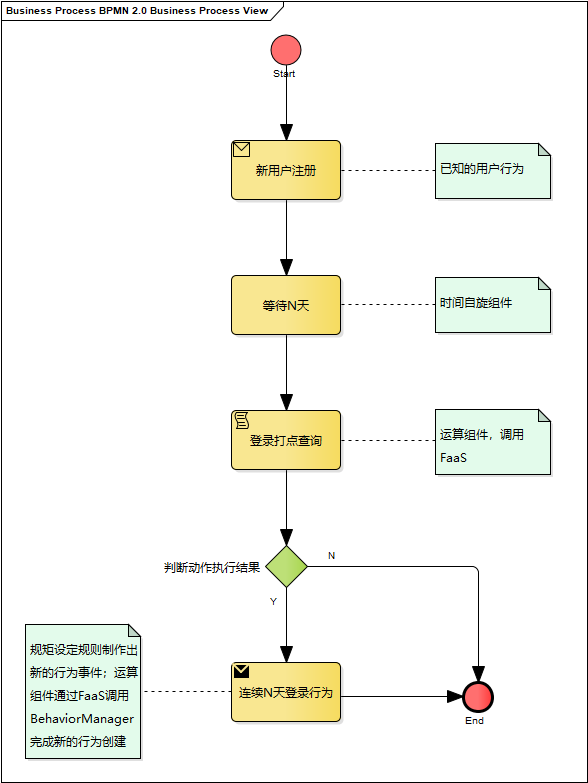 Business Process BPMN 2.0 Business Process View
Start
新用户注册
已知的用户行为
等待N天
时间自旋组件
登录打点查询
运算组件，调用
FaaS
判断动作执行结果
N
Y
规矩设定规则制作出
新的行为事件；运算
组件通过FaaS调用
BehaviorManager
完成新的行为创建
连续N天登录行为
End